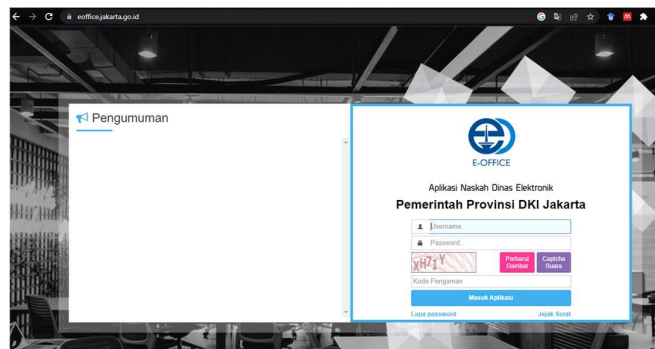 eoffice.jakarta.go.id
Pengumuman
E-OFFICE
Aplikasi Naskah Dinas Elektronik
Pemerintah Provinsi DKI Jakarta
Username
Password
XH7IY
Perbarui Gambar
Captcha Suara
Kode Pengaman
Masuk Aplikasi
Lupa password
Jejak Surat